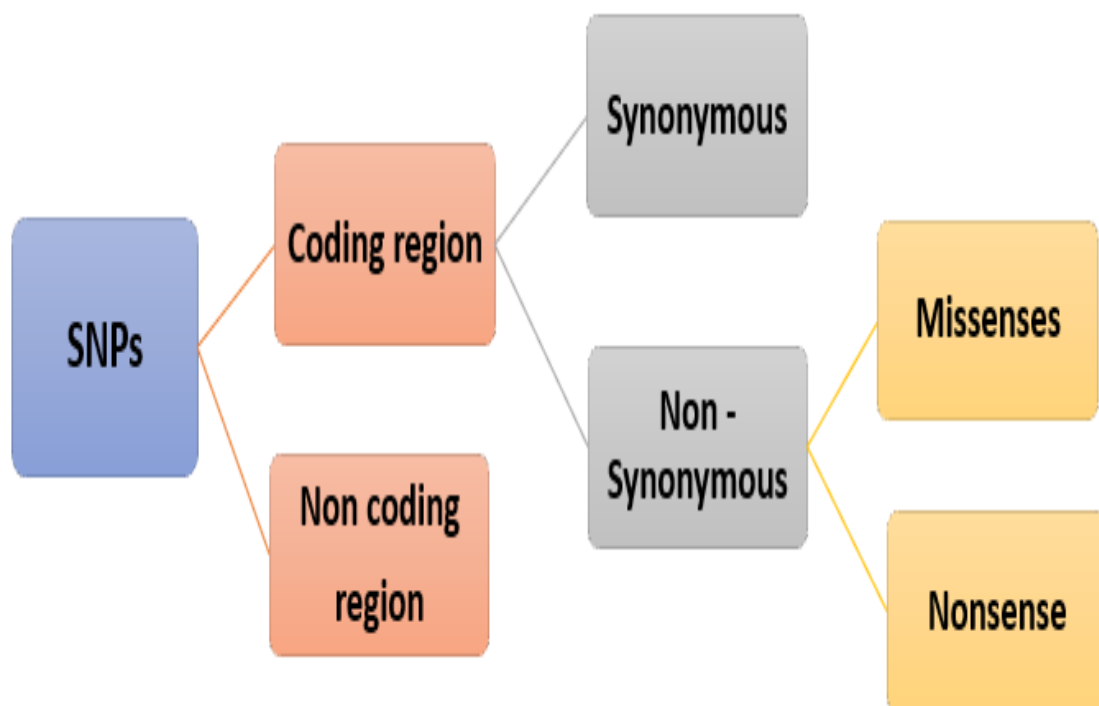 SNPs
Coding region
Non coding
region
Synonymous
Non -
Synonymous
Missenses
Nonsense